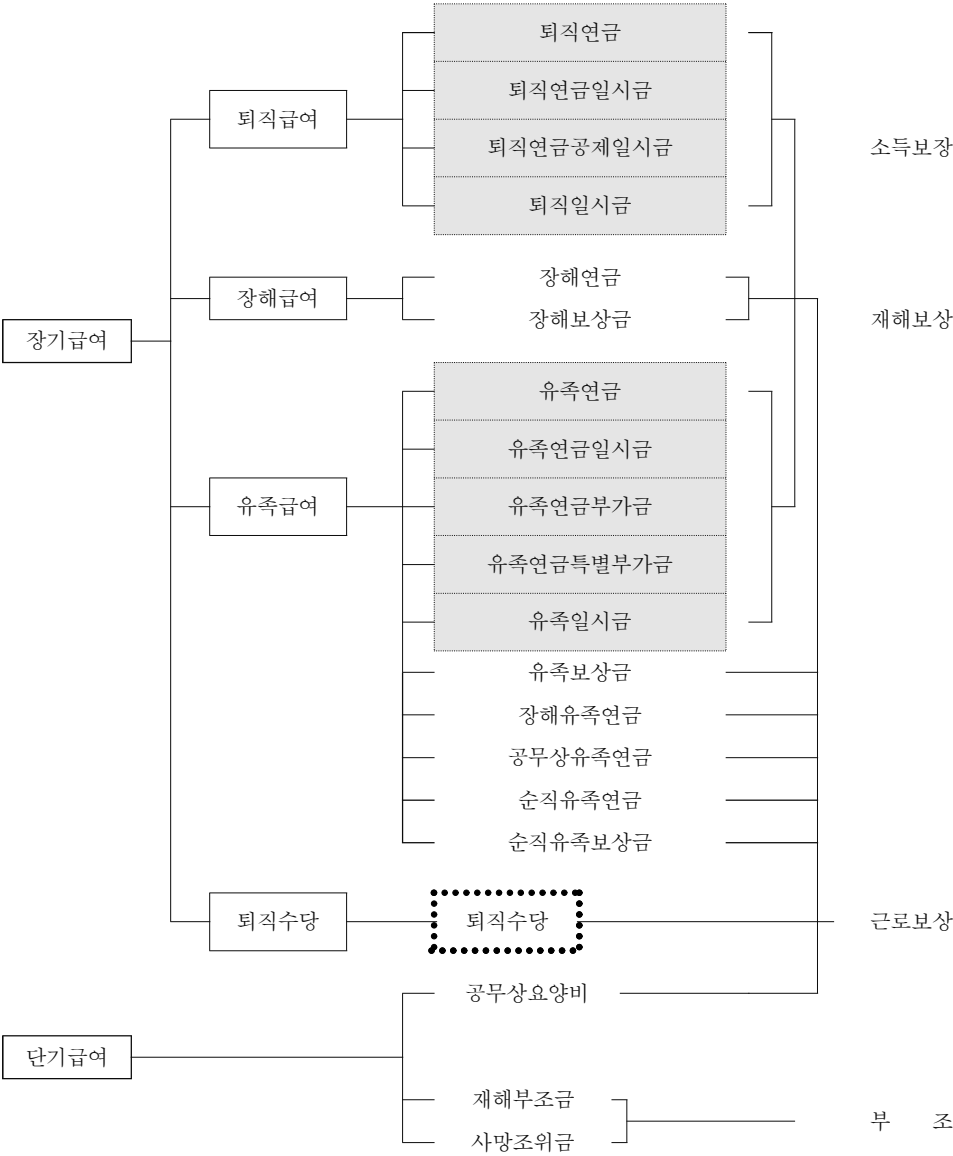 퇴직연금
퇴직연금일시금
퇴직급여
퇴직연금공제일시금
소득보장
퇴직일시금
장해연금
장해급여
장해보상금
재해보상
장기급여
유족연금
유족연금일시금
유족급여
유족연금부가금
유족연금특별부가금
유족일시금
유족보상금
장해유족연금
공무상유족연금
순직유족연금
순직유족보상금
퇴직수당
퇴직수당
근로보상
공무상요양비
단기급여
재해부조금
부 조
사망조위금